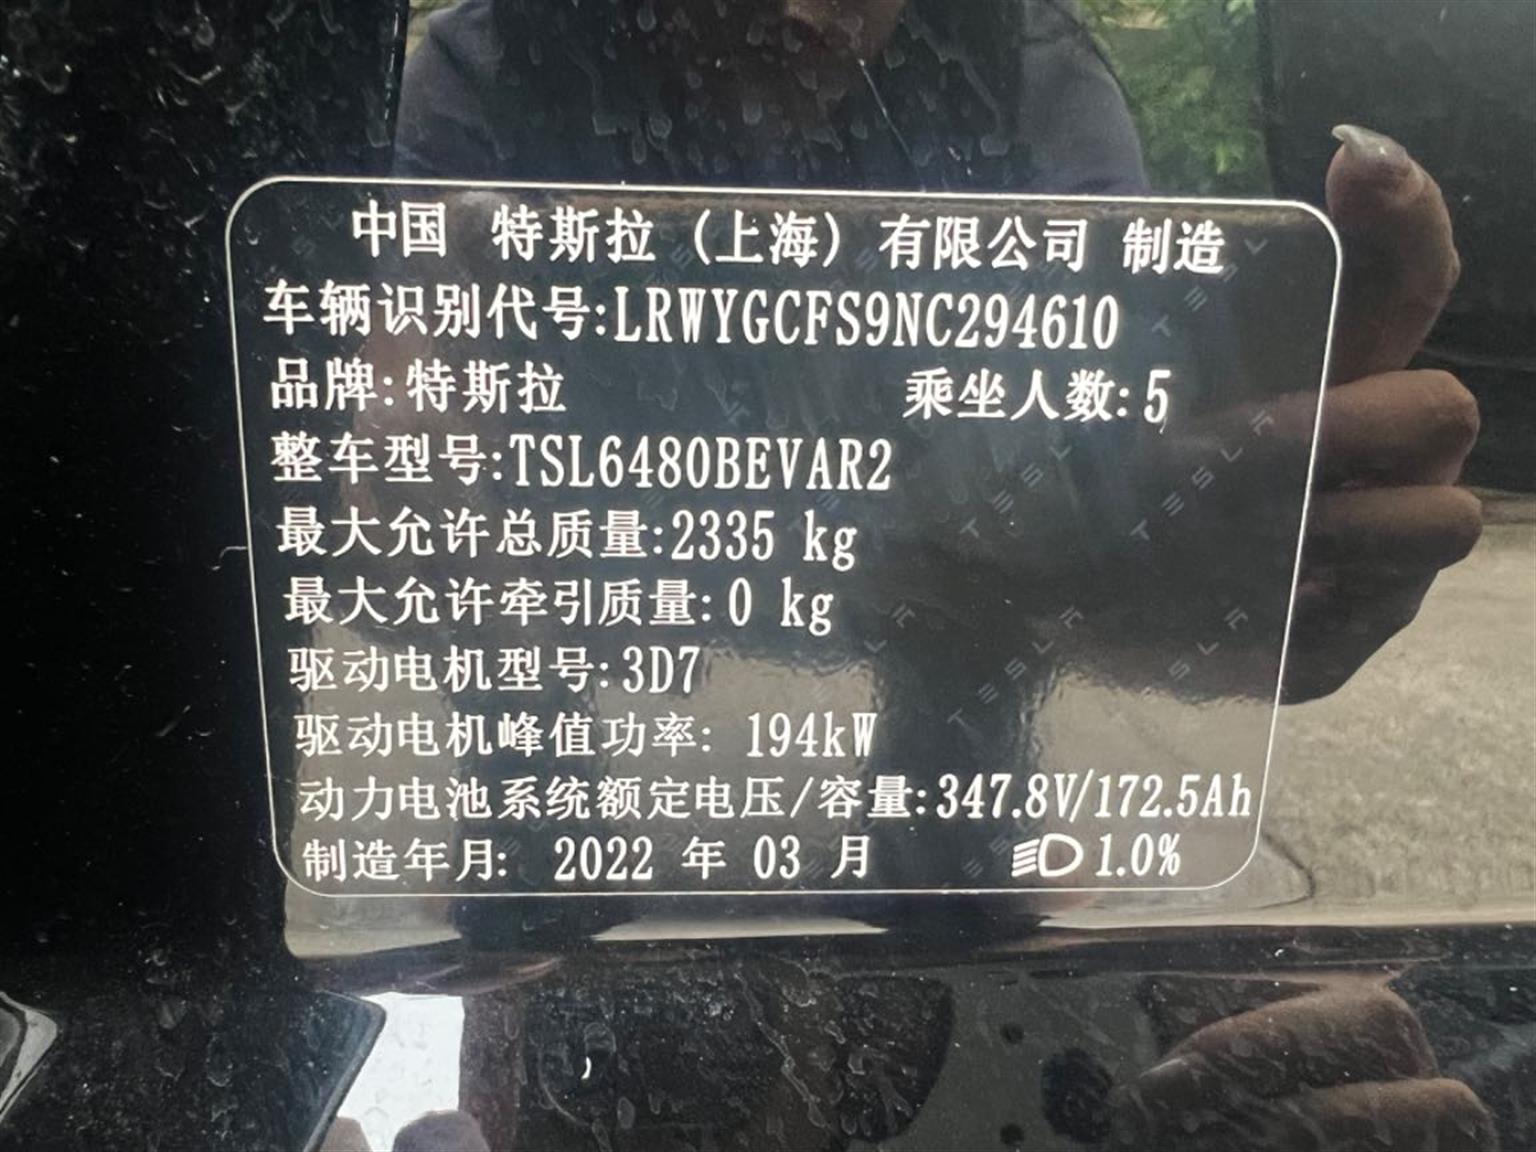 中国 特斯拉（上海）有限公司 制造
车辆识别代号:LRWYGCFS9NC294610
品牌:特斯拉 乘坐人数:5
整车型号:TSL6480BEVAR2
最大允许总质量:2335 kg
最大允许牵引质量:0 kg
驱动电机型号:3D7
驱动电机峰值功率: 194kW
动力电池系统额定电压/容量:347.8V/172.5Ah
制造年月: 2022 年 03 月 1.0%